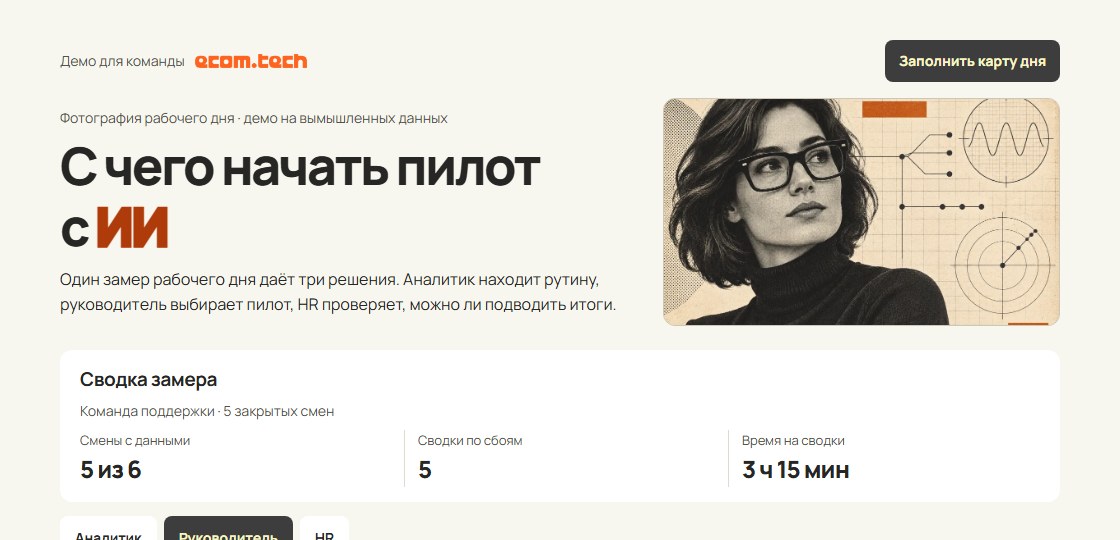 Демо для команды ecom.tech
Заполнить карту дня
Фотография рабочего дня · демо на вымышленных данных
С чего начать пилот
с ИИ
Один замер рабочего дня даёт три решения. Аналитик находит рутину,
руководитель выбирает пилот, HR проверяет, можно ли подводить итоги.
Сводка замера
Команда поддержки · 5 закрытых смен
Смены с данными
5 из 6
Сводки по сбоям
5
Время на сводки
3 ч 15 мин
Аналитик
Руководитель
HR